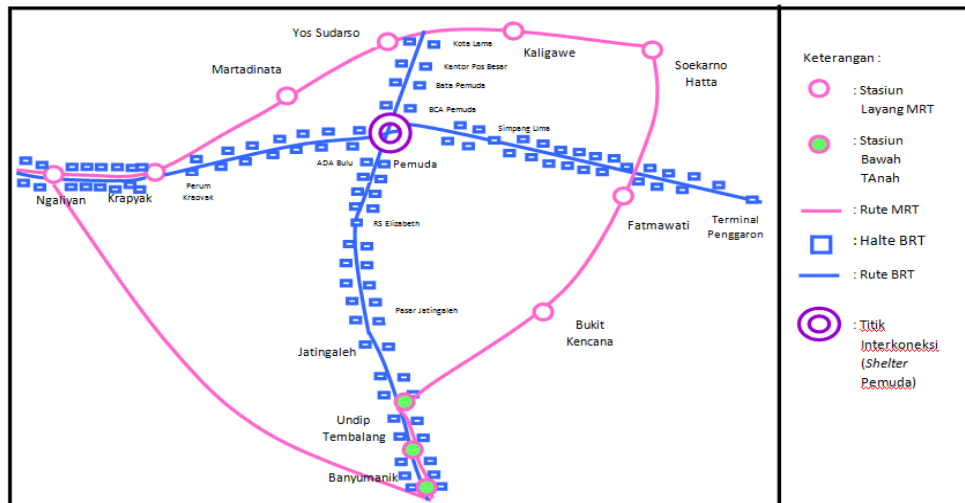 Yos Sudarso
Kota Lama
Kaligawe
Kantor Pos Besar
Soekarno
Hatta
Martadinata
Bata Pemuda
BCA Pemuda
Simpang Lima
ADA Bulu
Pemuda
Perum
Krapyak
Ngaliyan
Krapyak
RS Elizabeth
Fatmawati
Terminal
Penggaron
Pasar Jatingaleh
Bukit
Kencana
Jatingaleh
Undip
Tembalang
Banyumanik
Keterangan :
: Stasiun
Layang MRT
: Stasiun
Bawah
TAnah
: Rute MRT
: Halte BRT
: Rute BRT
: Titik
Interkoneksi
(Shelter
Pemuda)